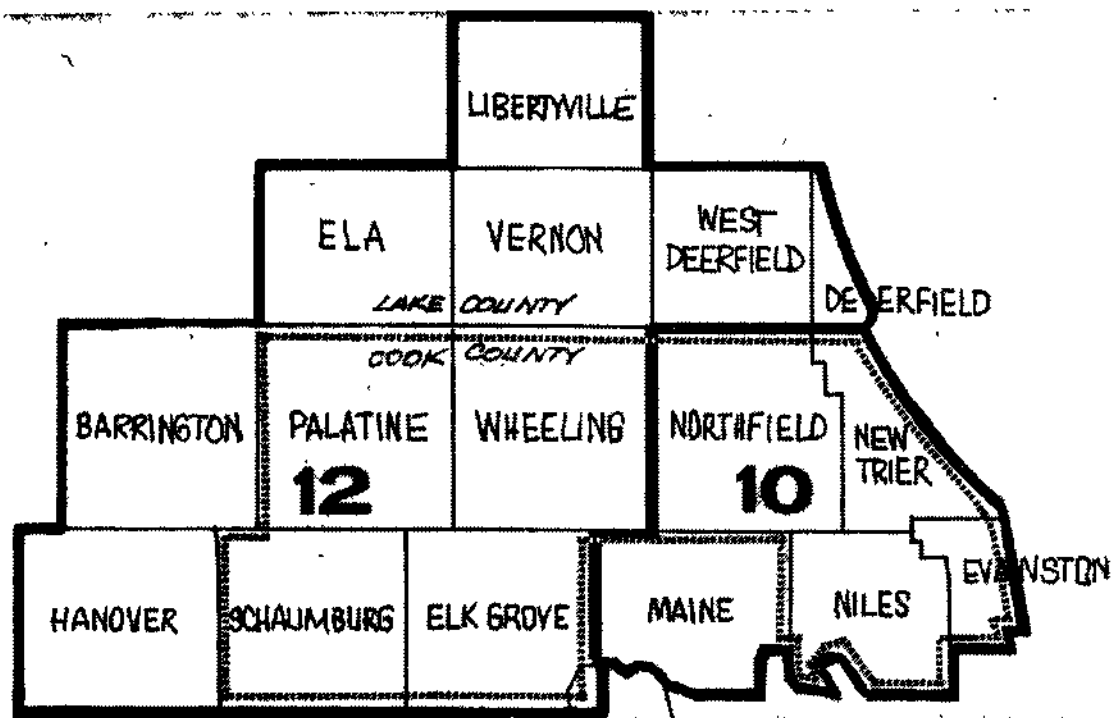 LIBERTYVILLE
ELA
VERNON
WEST
DEERFIELD
DEERFIELD
LAKE COUNTY
COOK COUNTY
BARRINGTON
PALATINE
WHEELING
NORTHFIELD
NEW
TRIER
12
10
HANOVER
SCHAUMBURG
ELK GROVE
MAINE
NILES
EVANSTON